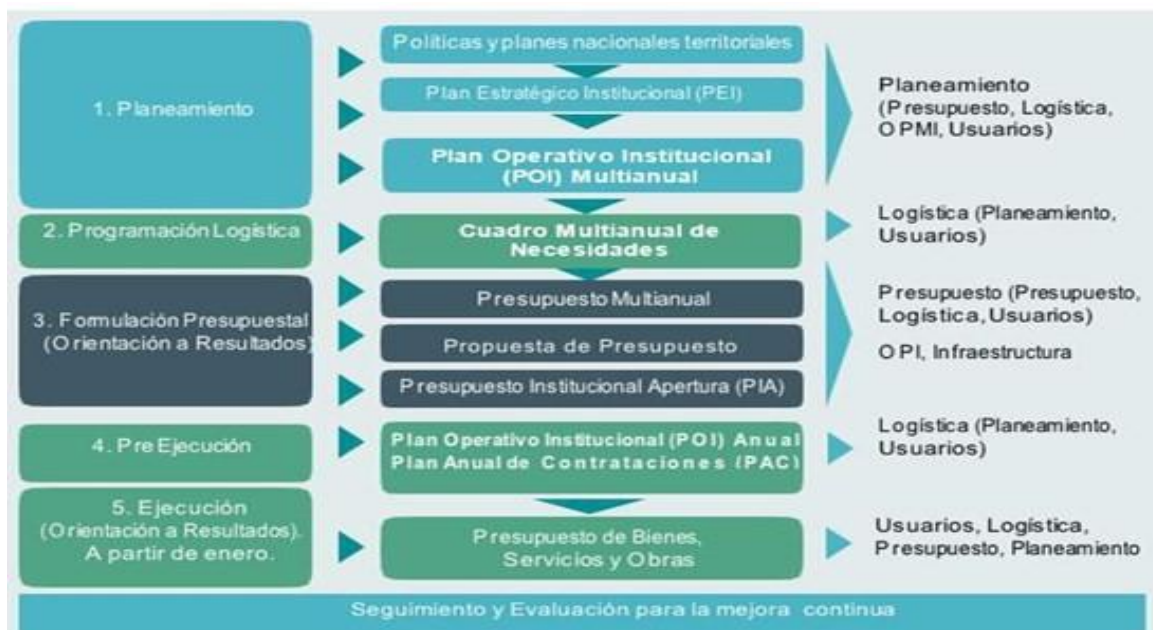 1. Planeamiento
Políticas y planes nacionales territoriales
Plan Estratégico Institucional (PEI)
Plan Operativo Institucional
(POI) Multianual
Planeamiento
(Presupuesto, Logística,
OPMI, Usuarios)
2. Programación Logística
Cuadro Multianual de
Necesidades
Logística (Planeamiento,
Usuarios)
3. Formulación Presupuestal
(Orientación a Resultados)
Presupuesto Multianual
Propuesta de Presupuesto
Presupuesto Institucional Apertura (PIA)
Presupuesto (Presupuesto,
Logística, Usuarios)
OPI, Infraestructura
4. Pre Ejecución
Plan Operativo Institucional (POI) Anual
Plan Anual de Contrataciones (PAC)
Logística (Planeamiento,
Usuarios)
5. Ejecución
(Orientación a Resultados).
A partir de enero.
Presupuesto de Bienes,
Servicios y Obras
Usuarios, Logística,
Presupuesto, Planeamiento
Seguimiento y Evaluación para la mejora continua